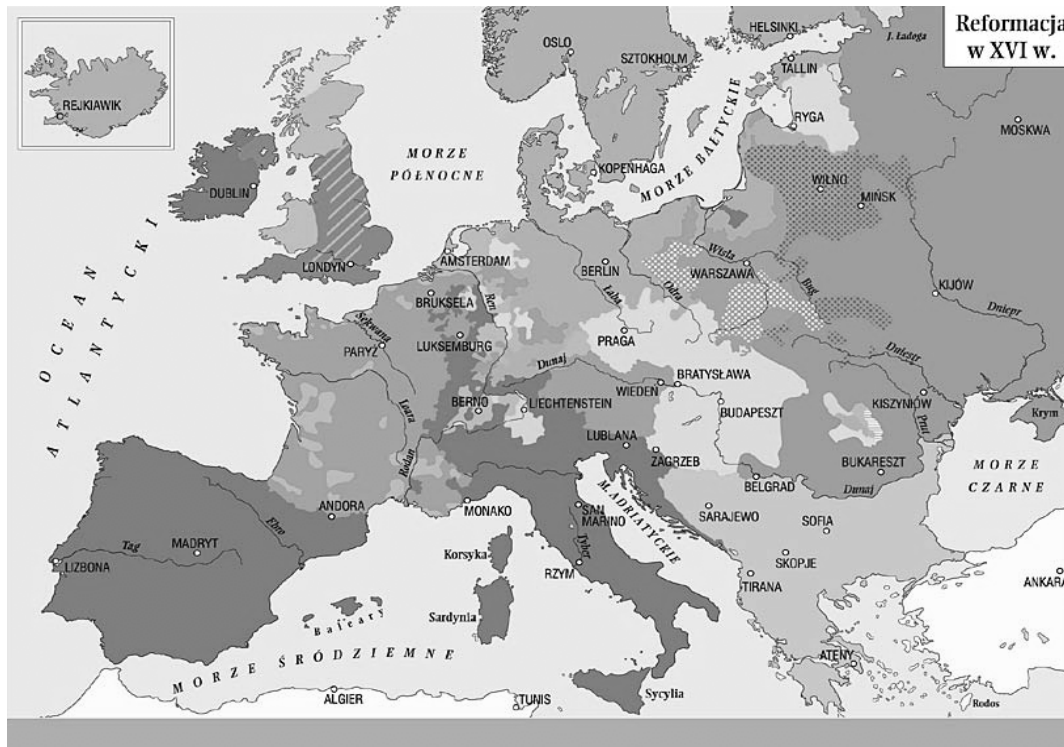 Reformacja
w XVI w.
REJKIAWIK
OSLO
HELSINKI
J. Ładoga
SZTOKHOLM
TALLIN
RYGA
MOSKWA
MORZE
PÓŁNOCNE
KOPENHAGA
MORZE BAŁTYCKIE
WILNO
MIŃSK
DUBLIN
OCEAN
ATLANTYCKI
LONDYN
AMSTERDAM
BERLIN
Wisła
WARSZAWA
Bug
KIJÓW
Dniepr
BRUKSELA
Ren
Łaba
Odra
Sekwana
PARYŻ
LUKSEMBURG
PRAGA
Dunaj
Dniestr
BRATYSŁAWA
WIEDEŃ
BERNO
LIECHTENSTEIN
BUDAPESZT
KISZYNIÓW
Prut
Krym
Loara
Rodan
LUBLANA
ZAGRZEB
BUKARESZT
Dunaj
BELGRAD
MORZE
CZARNE
ANDORA
MONAKO
SAN
MARINO
M. ADRIATYCKIE
SARAJEWO
SOFIA
Ebro
Tag
MADRYT
LIZBONA
Korsyka
Tyber
RZYM
SKOPJE
TIRANA
ANKARA
Baleary
Sardynia
MORZE ŚRÓDZIEMNE
ATENY
ALGIER
TUNIS
Sycylia
Rodos